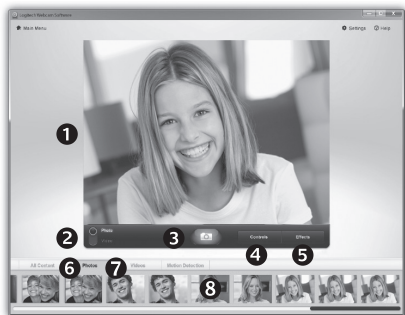 Logitech Webcam Software
Main Menu
Settings
Help
1
2
Photo
Video
3
Controls
Effects
4
5
All Content
6
Photos
7
Videos
Motion Detection
8